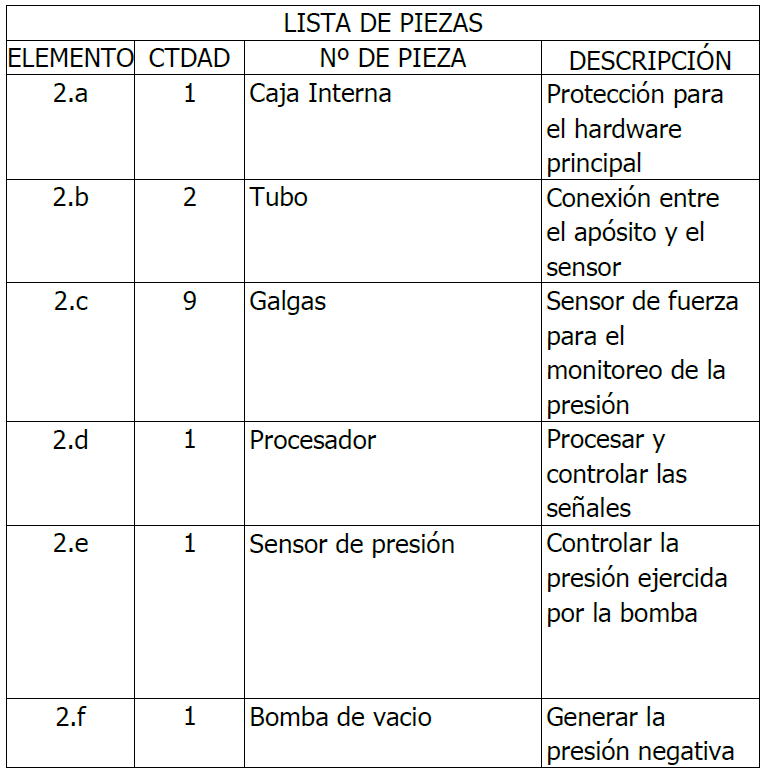 LISTA DE PIEZAS
ELEMENTO CTDAD Nº DE PIEZA DESCRIPCIÓN
2.a 1 Caja Interna Protección para
el hardware
principal
2.b 2 Tubo Conexión entre
el apósito y el
sensor
2.c 9 Galgas Sensor de fuerza
para el
monitoreo de la
presión
2.d 1 Procesador Procesar y
controlar las
señales
2.e 1 Sensor de presión Controlar la
presión ejercida
por la bomba
2.f 1 Bomba de vacio Generar la
presión negativa